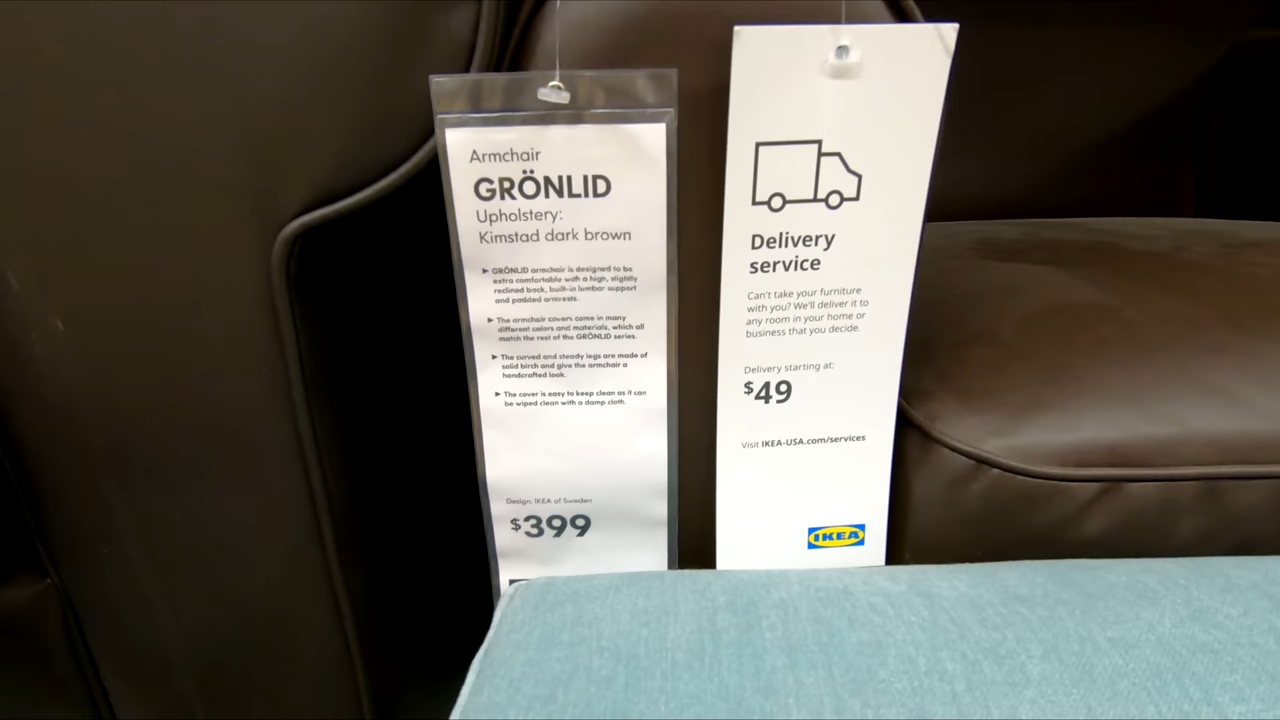 Armchair
GRÖNLID
Upholstery:
Kimstad dark brown
▶ GRÖNLID armchair is designed to be
extra comfortable with a high, slightly
reclined back, built-in lumbar support
and padded armrests.
▶ The armchair covers come in many
different colors and materials, which all
match the rest of the GRÖNLID series.
▶ The curved and steady legs are made of
solid birch and give the armchair a
handcrafted look.
▶ The cover is easy to keep clean as it can
be wiped clean with a damp cloth.
Design: IKEA of Sweden
$399
Delivery
service
Can't take your furniture
with you? We'll deliver it to
any room in your home or
business that you decide.
Delivery starting at:
$49
Visit IKEA-USA.com/services
IKEA